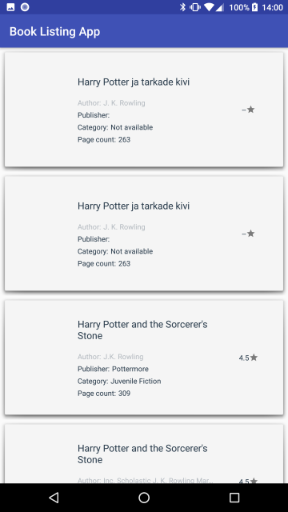 100% 14:00
Book Listing App
Harry Potter ja tarkade kivi
Author: J. K. Rowling
Publisher:
Category: Not available
Page count: 263
–★
Harry Potter ja tarkade kivi
Author: J. K. Rowling
Publisher:
Category: Not available
Page count: 263
–★
Harry Potter and the Sorcerer's
Stone
Author: J.K. Rowling
Publisher: Pottermore
Category: Juvenile Fiction
Page count: 309
4.5★
Harry Potter and the Sorcerer's
Stone
Author: Inc. Scholastic J. K. Rowling Mar...
4.5★